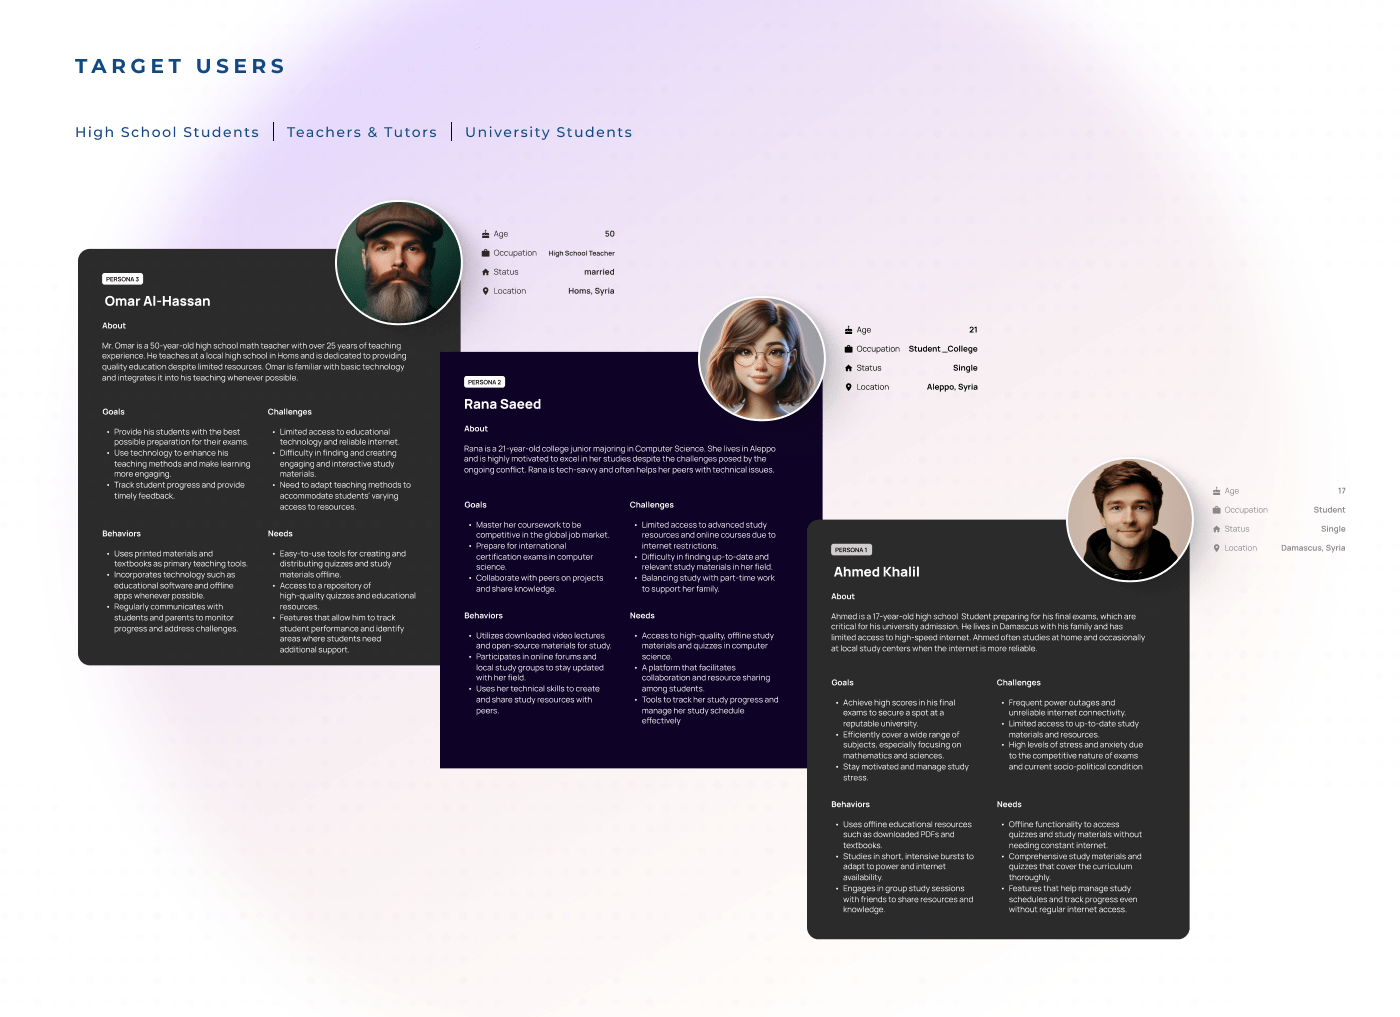 TARGET USERS
High School Students | Teachers & Tutors | University Students
PERSONA 3
Omar Al-Hassan
About
Mr. Omar is a 50-year-old high school math teacher with over 25 years of teaching
experience. He teaches at a local high school in Homs and is dedicated to providing
quality education despite limited resources. Omar is familiar with basic technology
and integrates it into his teaching whenever possible.
Goals
• Provide his students with the best
possible preparation for their exams.
• Use technology to enhance his
teaching methods and make learning
more engaging.
• Track student progress and provide
timely feedback.
Challenges
• Limited access to educational
technology and reliable internet.
• Difficulty in finding and creating
engaging and interactive study
materials.
• Need to adapt teaching methods to
accommodate students' varying
access to resources.
Behaviors
• Uses printed materials and
textbooks as primary teaching tools.
• Incorporates technology such as
educational software and offline
apps whenever possible.
• Regularly communicates with
students and parents to monitor
progress and address challenges.
Needs
• Easy-to-use tools for creating and
distributing quizzes and study
materials offline.
• Access to a repository of
high-quality quizzes and educational
resources.
• Features that allow him to track
student performance and identify
areas where students need
additional support.
Age 50
Occupation High School Teacher
Status married
Location Homs, Syria
PERSONA 2
Rana Saeed
About
Rana is a 21-year-old college junior majoring in Computer Science. She lives in Aleppo
and is highly motivated to excel in her studies despite the challenges posed by the
ongoing conflict. Rana is tech-savvy and often helps her peers with technical issues.
Goals
• Master her coursework to be
competitive in the global job market.
• Prepare for international
certification exams in computer
science.
• Collaborate with peers on projects
and share knowledge.
Challenges
• Limited access to advanced study
resources and online courses due to
internet restrictions.
• Difficulty in finding up-to-date and
relevant study materials in her field.
• Balancing study with part-time work
to support her family.
Behaviors
• Utilizes downloaded video lectures
and open-source materials for study.
• Participates in online forums and
local study groups to stay updated
with her field.
• Uses her technical skills to create
and share study resources with
peers.
Needs
• Access to high-quality, offline study
materials and quizzes in computer
science.
• A platform that facilitates
collaboration and resource sharing
among students.
• Tools to track her study progress and
manage her study schedule
effectively
Age 21
Occupation Student _College
Status Single
Location Aleppo, Syria
PERSONA 1
Ahmed Khalil
About
Ahmed is a 17-year-old high school Student preparing for his final exams, which are
critical for his university admission. He lives in Damascus with his family and has
limited access to high-speed internet. Ahmed often studies at home and occasionally
at local study centers when the internet is more reliable.
Goals
• Achieve high scores in his final
exams to secure a spot at a
reputable university.
• Efficiently cover a wide range of
subjects, especially focusing on
mathematics and sciences.
• Stay motivated and manage study
stress.
Challenges
• Frequent power outages and
unreliable internet connectivity.
• Limited access to up-to-date study
materials and resources.
• High levels of stress and anxiety due
to the competitive nature of exams
and current socio-political condition
Behaviors
• Uses offline educational resources
such as downloaded PDFs and
textbooks.
• Studies in short, intensive bursts to
adapt to power and internet
availability.
• Engages in group study sessions
with friends to share resources and
knowledge.
Needs
• Offline functionality to access
quizzes and study materials without
needing constant internet.
• Comprehensive study materials and
quizzes that cover the curriculum
thoroughly.
• Features that help manage study
schedules and track progress even
without regular internet access.
Age 17
Occupation Student
Status Single
Location Damascus, Syria